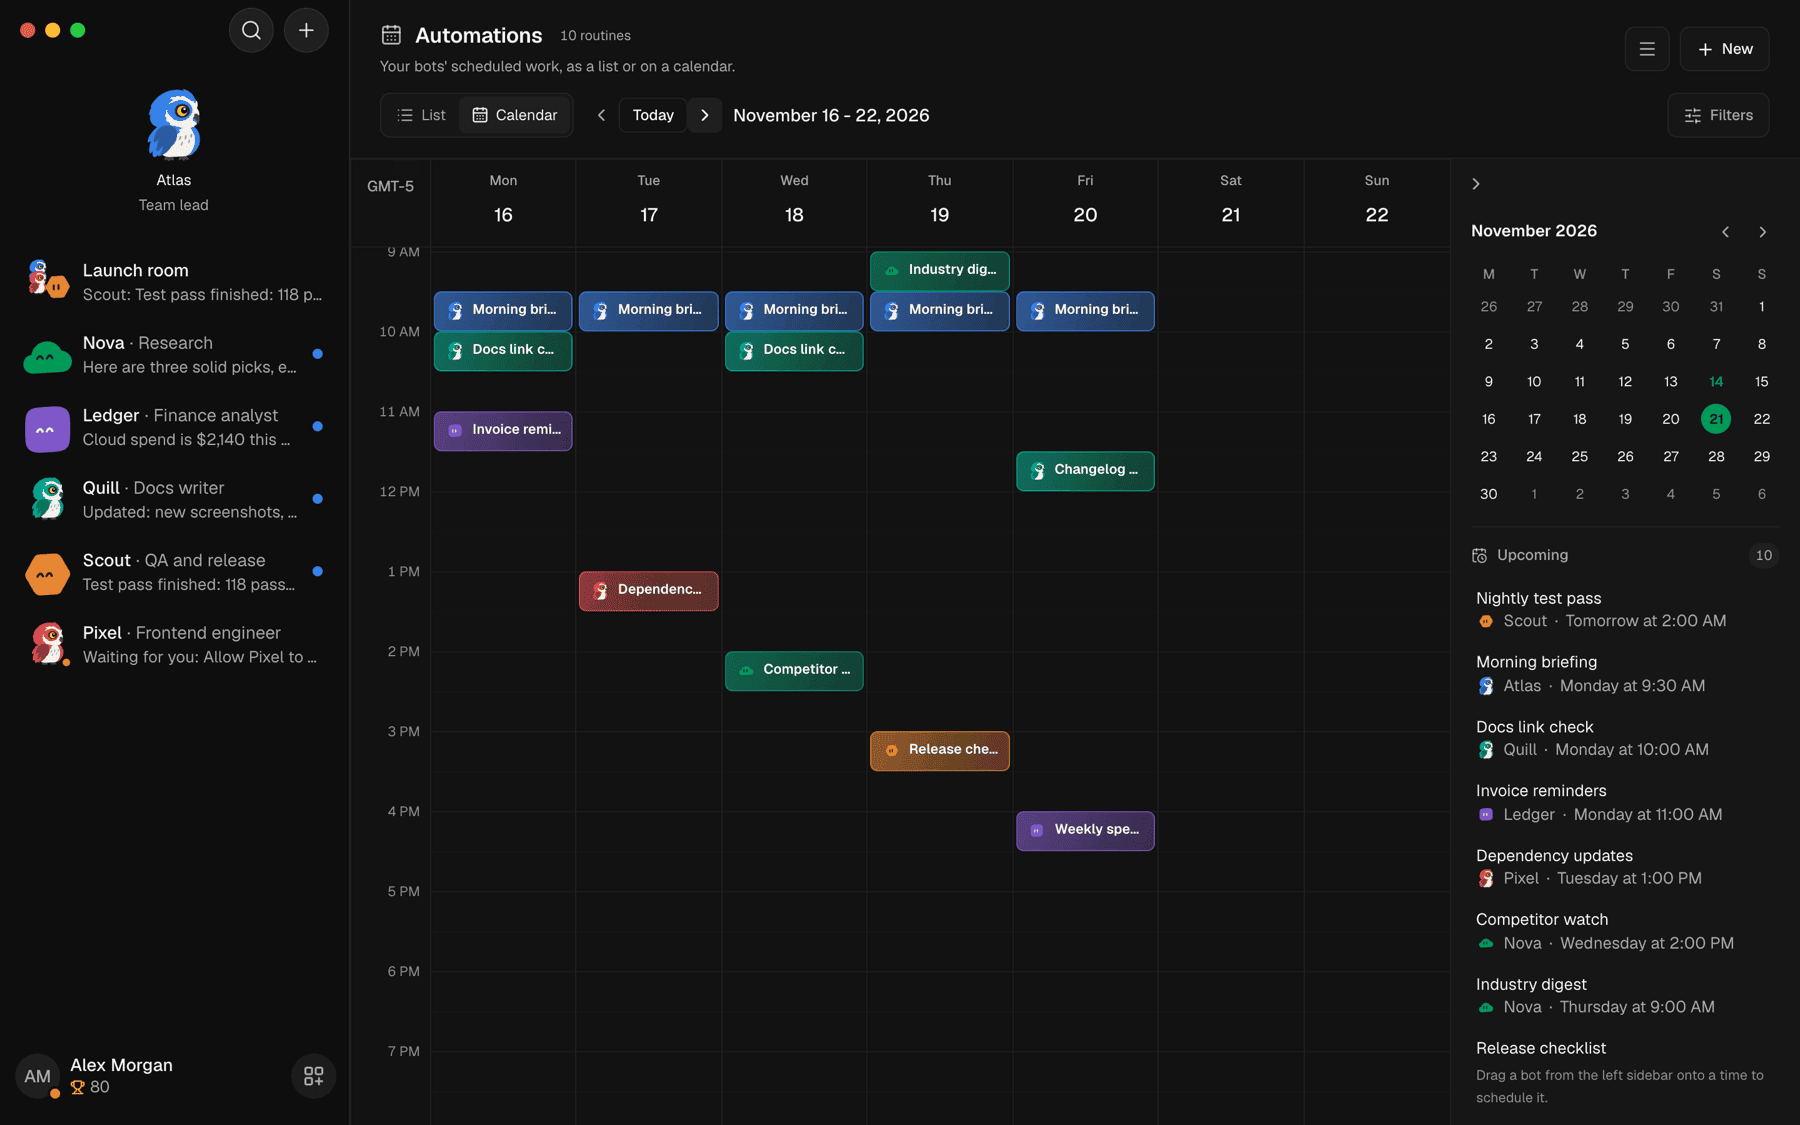 Atlas
Team lead
Launch room
Scout: Test pass finished: 118 p...
Nova · Research
Here are three solid picks, e...
Ledger · Finance analyst
Cloud spend is $2,140 this ...
Quill · Docs writer
Updated: new screenshots, ...
Scout · QA and release
Test pass finished: 118 pass...
Pixel · Frontend engineer
Waiting for you: Allow Pixel to ...
AM
Alex Morgan
80
Automations 10 routines
Your bots' scheduled work, as a list or on a calendar.
New
List Calendar Today November 16 - 22, 2026
Filters
GMT-5
Mon Tue Wed Thu Fri Sat Sun
16 17 18 19 20 21 22
9 AM
Industry dig...
Morning bri... Morning bri... Morning bri... Morning bri... Morning bri...
10 AM
Docs link c... Docs link c...
11 AM
Invoice remi...
Changelog ...
12 PM
1 PM
Dependenc...
2 PM
Competitor ...
3 PM
Release che...
4 PM
Weekly spe...
5 PM
6 PM
7 PM
November 2026
M T W T F S S
26 27 28 29 30 31 1
2 3 4 5 6 7 8
9 10 11 12 13 14 15
16 17 18 19 20 21 22
23 24 25 26 27 28 29
30 1 2 3 4 5 6
Upcoming 10
Nightly test pass
Scout · Tomorrow at 2:00 AM
Morning briefing
Atlas · Monday at 9:30 AM
Docs link check
Quill · Monday at 10:00 AM
Invoice reminders
Ledger · Monday at 11:00 AM
Dependency updates
Pixel · Tuesday at 1:00 PM
Competitor watch
Nova · Wednesday at 2:00 PM
Industry digest
Nova · Thursday at 9:00 AM
Release checklist
Drag a bot from the left sidebar onto a time to
schedule it.